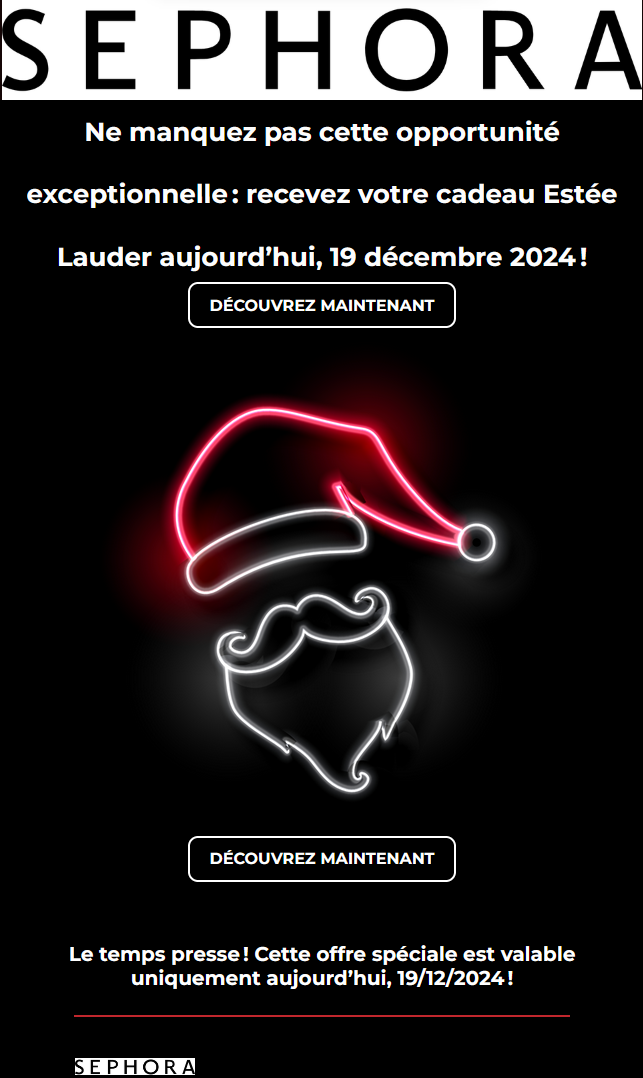 SEPHORA
Ne manquez pas cette opportunité
exceptionnelle : recevez votre cadeau Estée
Lauder aujourd’hui, 19 décembre 2024 !
DÉCOUVREZ MAINTENANT
DÉCOUVREZ MAINTENANT
Le temps presse ! Cette offre spéciale est valable
uniquement aujourd’hui, 19/12/2024 !
SEPHORA